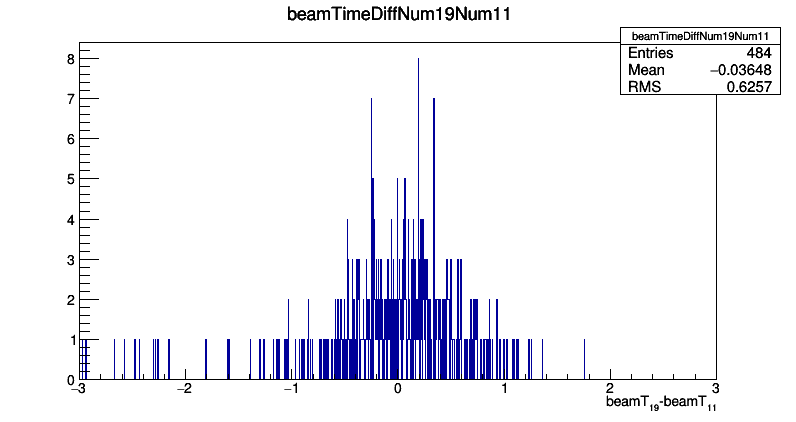 beamTimeDiffNum19Num11
beamTimeDiffNum19Num11
Entries 484
Mean −0.03648
RMS 0.6257
8
7
6
5
4
3
2
1
0
−3 −2 −1 0 1 2 3
beamT19-beamT11